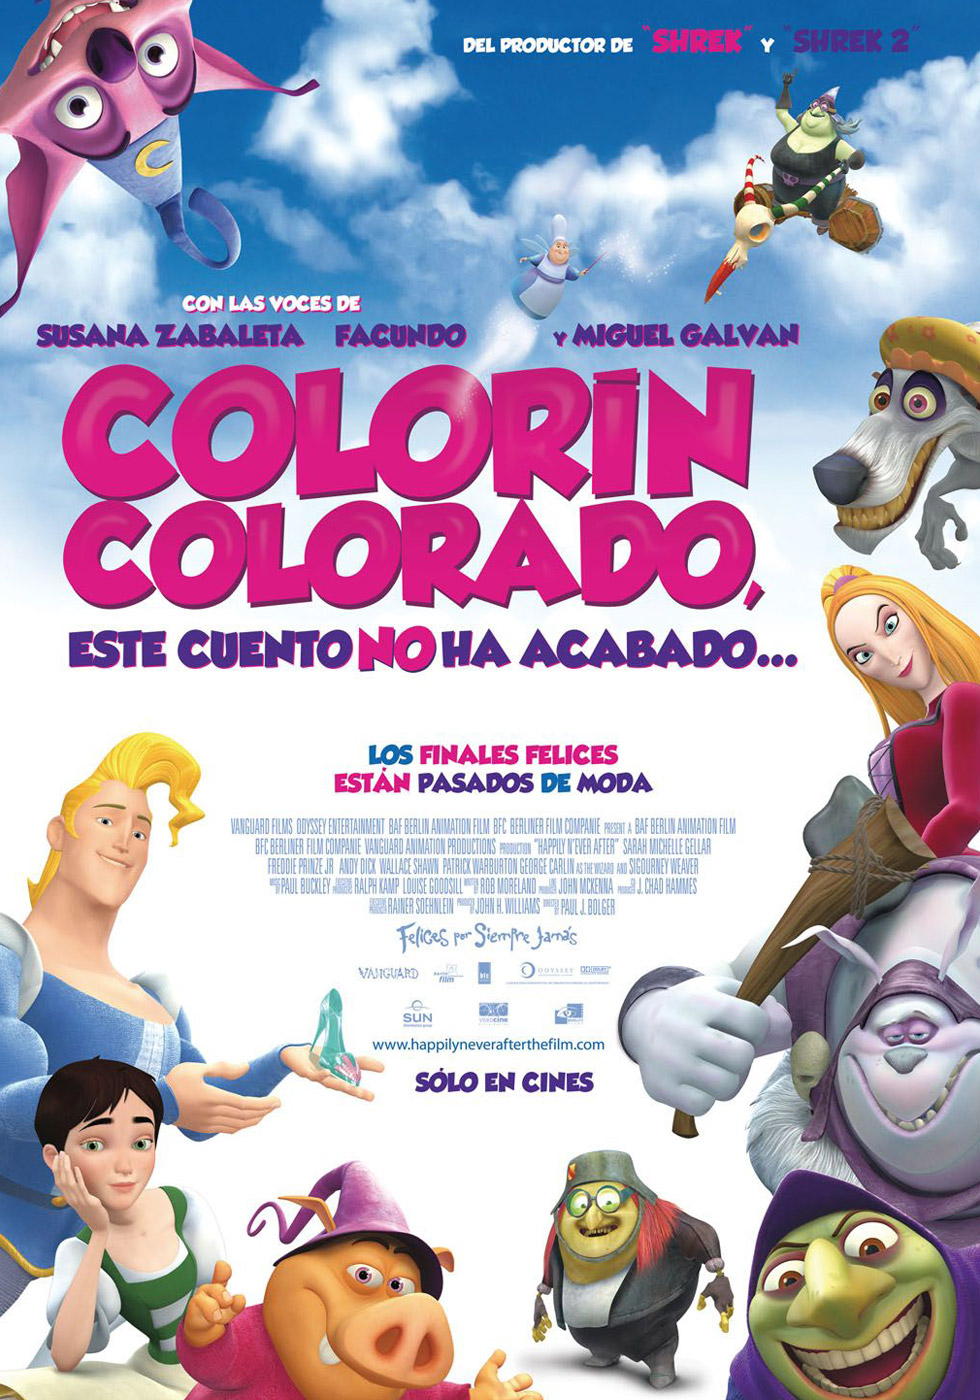 DEL PRODUCTOR DE "SHREK" Y "SHREK 2"
CON LAS VOCES DE
SUSANA ZABALETA FACUNDO Y MIGUEL GALVAN
COLORÍN
COLORADO,
ESTE CUENTO NO HA ACABADO...
LOS FINALES FELICES
ESTÁN PASADOS DE MODA
VANGUARD FILMS ODYSSEY ENTERTAINMENT BAF BERLIN ANIMATION FILM BFC BERLINER FILM COMPANIE PRESENT A BAF BERLIN ANIMATION FILM
BFC BERLINER FILM COMPANIE VANGUARD ANIMATION PRODUCTIONS PRODUCTION "HAPPILY N'EVER AFTER" SARAH MICHELLE GELLAR
FREDDIE PRINZE JR ANDY DICK WALLACE SHAWN PATRICK WARBURTON GEORGE CARLIN AS THE WIZARD AND SIGOURNEY WEAVER
PAUL BUCKLEY RALPH KAMP LOUISE GOODSILL ROB MORELAND JOHN MCKENNA J. CHAD HAMMES
RAINER SOEHNLEIN JOHN H. WILLIAMS PAUL J. BOLGER
Felices por Siempre Jamás
VANGUARD film bfc ODYSSEY
SUN
www.happilyneverafterthefilm.com
SÓLO EN CINES